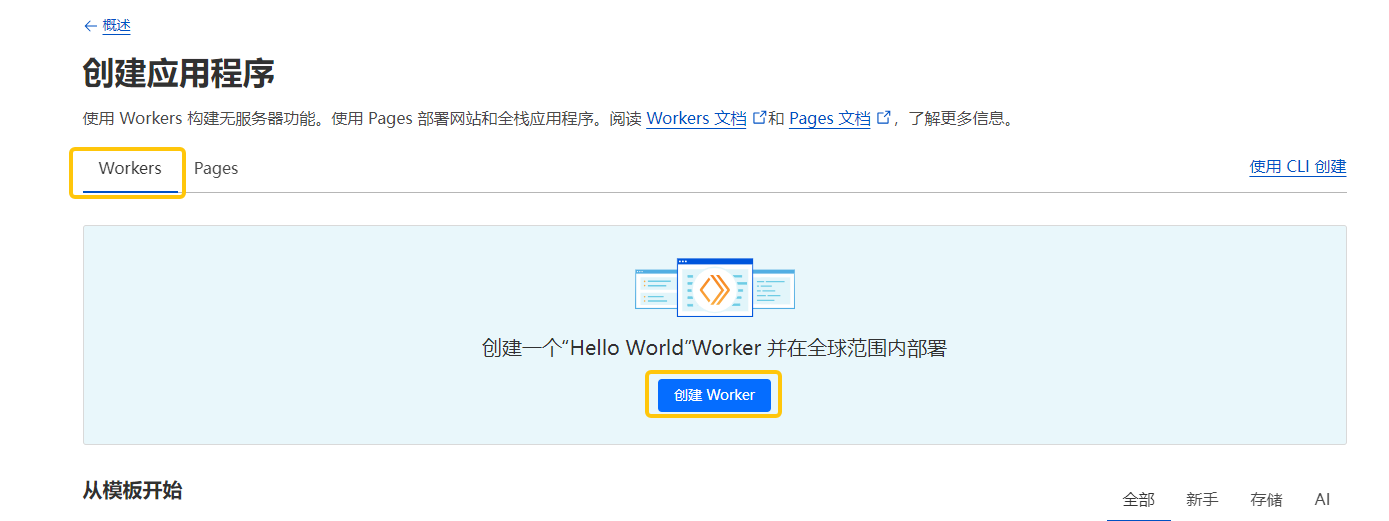 ← 概述
创建应用程序
使用 Workers 构建无服务器功能。使用 Pages 部署网站和全栈应用程序。阅读 Workers 文档 和 Pages 文档 ，了解更多信息。
Workers Pages 使用 CLI 创建
创建一个“Hello World”Worker 并在全球范围内部署
创建 Worker
从模板开始
全部 新手 存储 AI